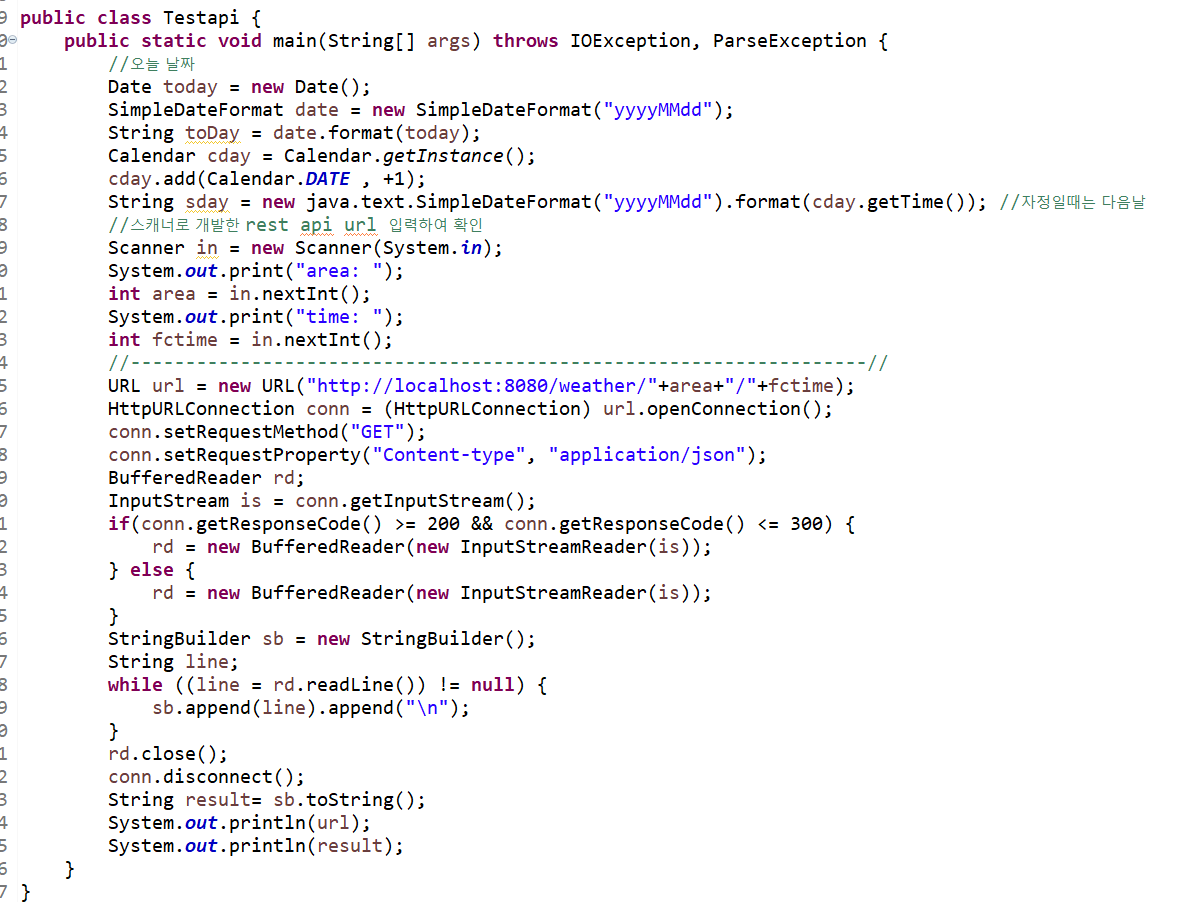 9 public class Testapi {
0 public static void main(String[] args) throws IOException, ParseException {
1 //오늘 날짜
2 Date today = new Date();
3 SimpleDateFormat date = new SimpleDateFormat("yyyyMMdd");
4 String toDay = date.format(today);
5 Calendar cday = Calendar.getInstance();
6 cday.add(Calendar.DATE , +1);
7 String sday = new java.text.SimpleDateFormat("yyyyMMdd").format(cday.getTime()); //자정일때는 다음날
8 //스캐너로 개발한 rest api url 입력하여 확인
9 Scanner in = new Scanner(System.in);
0 System.out.print("area: ");
1 int area = in.nextInt();
2 System.out.print("time: ");
3 int fctime = in.nextInt();
4 //-------------------------------------------------------------------//
5 URL url = new URL("http://localhost:8080/weather/"+area+"/"+fctime);
6 HttpURLConnection conn = (HttpURLConnection) url.openConnection();
7 conn.setRequestMethod("GET");
8 conn.setRequestProperty("Content-type", "application/json");
9 BufferedReader rd;
0 InputStream is = conn.getInputStream();
1 if(conn.getResponseCode() >= 200 && conn.getResponseCode() <= 300) {
2 rd = new BufferedReader(new InputStreamReader(is));
3 } else {
4 rd = new BufferedReader(new InputStreamReader(is));
5 }
6 StringBuilder sb = new StringBuilder();
7 String line;
8 while ((line = rd.readLine()) != null) {
9 sb.append(line).append("\n");
0 }
1 rd.close();
2 conn.disconnect();
3 String result= sb.toString();
4 System.out.println(url);
5 System.out.println(result);
6 }
7 }